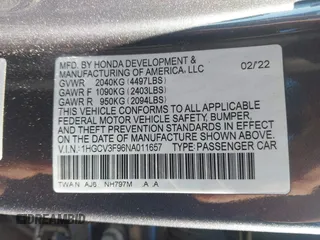 MFD. BY HONDA DEVELOPMENT &
MANUFACTURING OF AMERICA, LLC
02/22
GVWR 2040KG (4497LBS)
GAWR F 1090KG (2403LBS)
GAWR R 950KG (2094LBS)
THIS VEHICLE CONFORMS TO ALL APPLICABLE
FEDERAL MOTOR VEHICLE SAFETY, BUMPER,
AND THEFT PREVENTION STANDARDS IN EFFECT
ON THE DATE OF MANUFACTURE SHOWN ABOVE.
V.I.N.: 1HGCV3F96NA011657 TYPE:PASSENGER CAR
TWAN AJ6 NH797M A A
DREAMBID